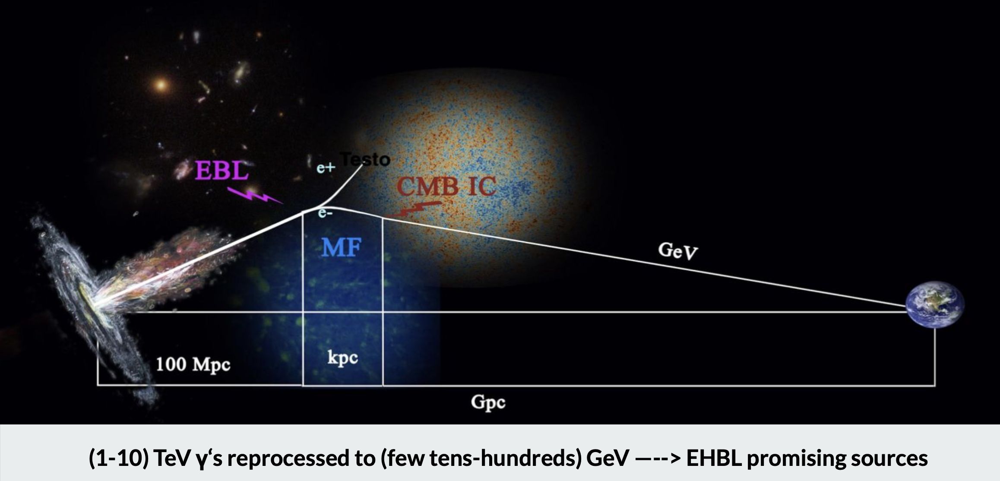 Testo
e+
EBL
CMB IC
e-
MF
GeV
kpc
100 Mpc
Gpc
(1-10) TeV γ‘s reprocessed to (few tens-hundreds) GeV —--> EHBL promising sources